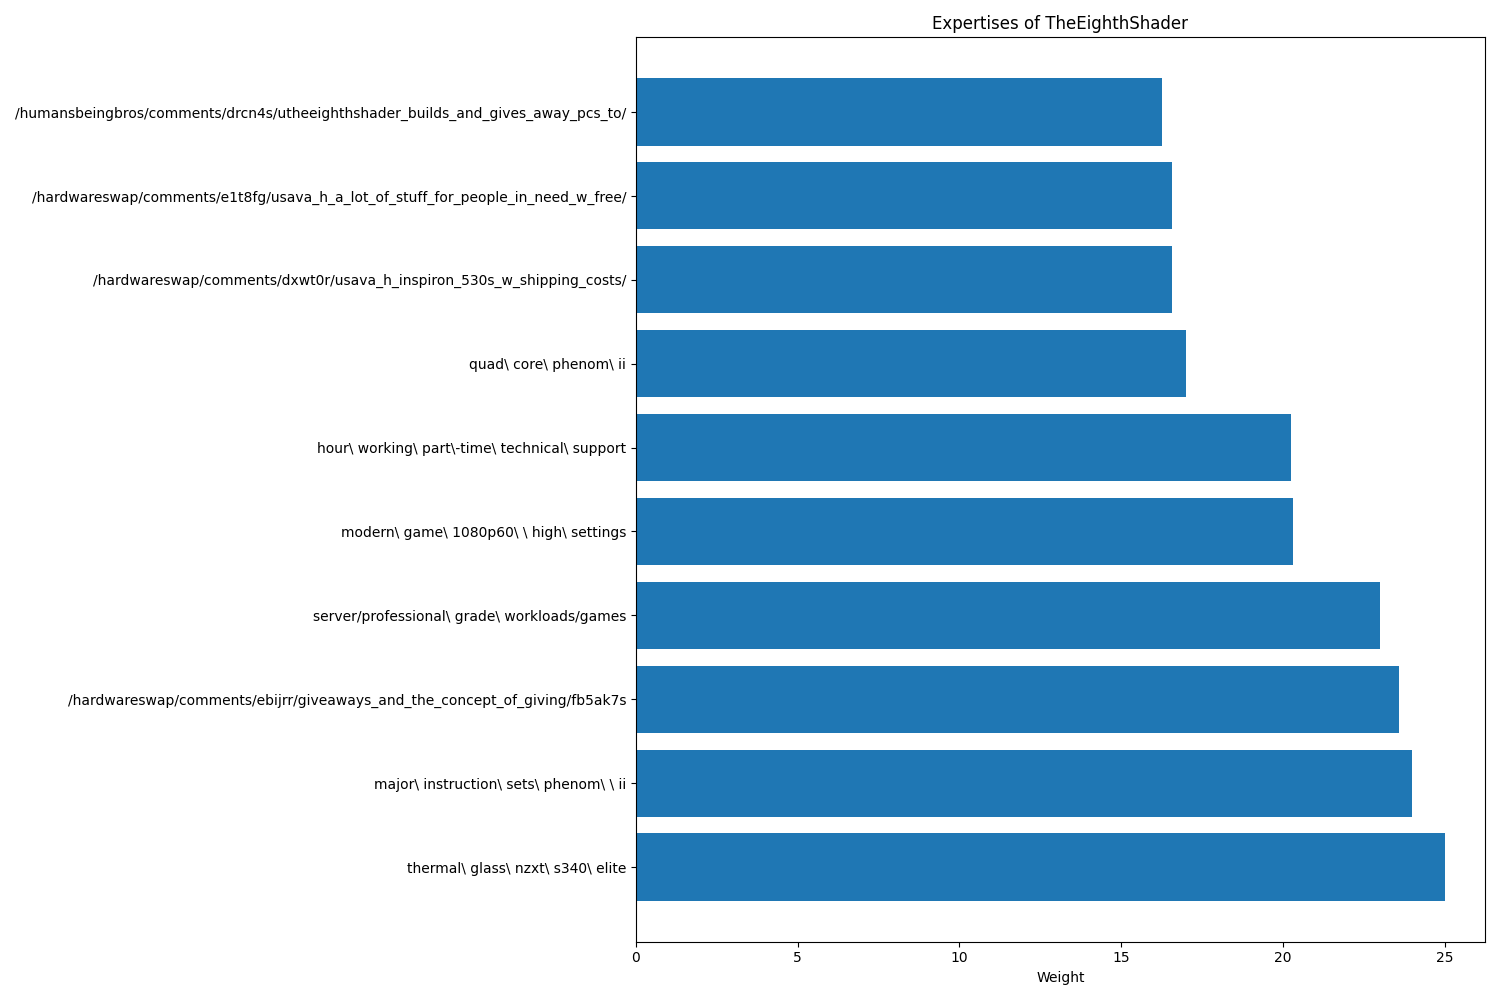 Expertises of TheEighthShader
/humansbeingbros/comments/drcn4s/utheeighthshader_builds_and_gives_away_pcs_to/
/hardwareswap/comments/e1t8fg/usava_h_a_lot_of_stuff_for_people_in_need_w_free/
/hardwareswap/comments/dxwt0r/usava_h_inspiron_530s_w_shipping_costs/
quad\ core\ phenom\ ii
hour\ working\ part\-time\ technical\ support
modern\ game\ 1080p60\ \ high\ settings
server/professional\ grade\ workloads/games
/hardwareswap/comments/ebijrr/giveaways_and_the_concept_of_giving/fb5ak7s
major\ instruction\ sets\ phenom\ \ ii
thermal\ glass\ nzxt\ s340\ elite
0 5 10 15 20 25
Weight